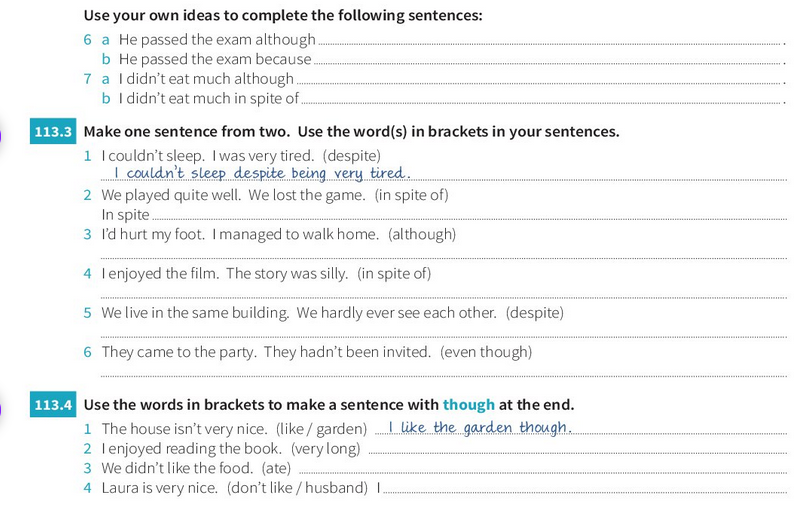 Use your own ideas to complete the following sentences:
6 a He passed the exam although .
b He passed the exam because .
7 a I didn’t eat much although .
b I didn’t eat much in spite of .
113.3 Make one sentence from two. Use the word(s) in brackets in your sentences.
1 I couldn’t sleep. I was very tired. (despite)
I couldn’t sleep despite being very tired.
2 We played quite well. We lost the game. (in spite of)
In spite
3 I’d hurt my foot. I managed to walk home. (although)
4 I enjoyed the film. The story was silly. (in spite of)
5 We live in the same building. We hardly ever see each other. (despite)
6 They came to the party. They hadn’t been invited. (even though)
113.4 Use the words in brackets to make a sentence with though at the end.
1 The house isn’t very nice. (like / garden) I like the garden though.
2 I enjoyed reading the book. (very long)
3 We didn’t like the food. (ate)
4 Laura is very nice. (don’t like / husband) I